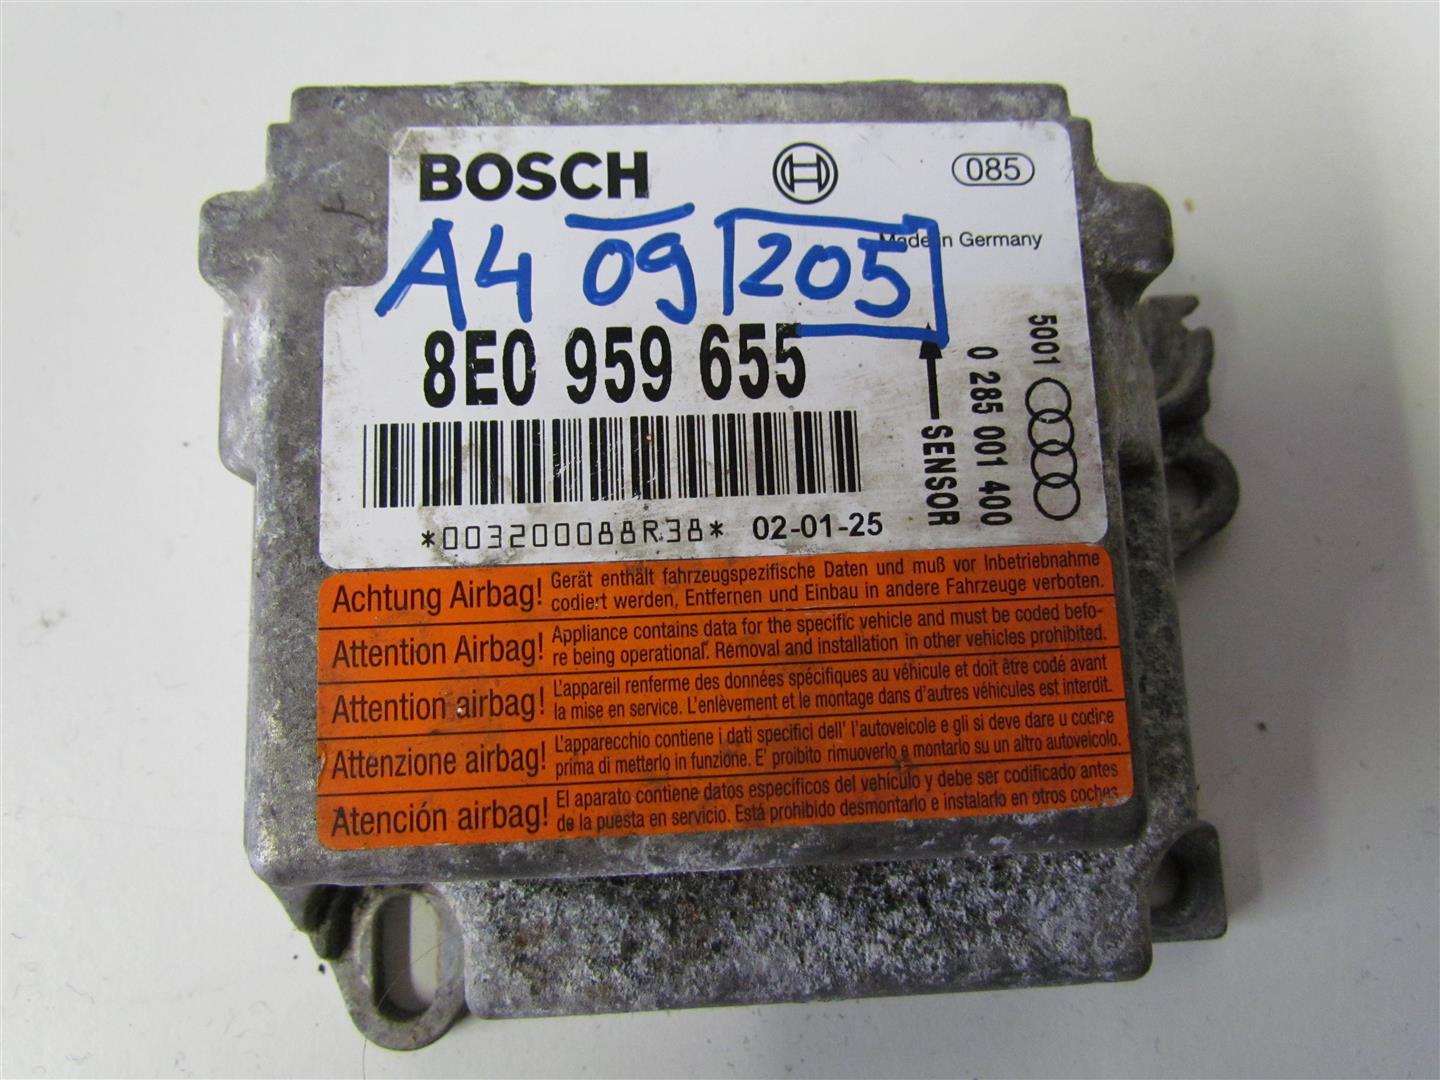 BOSCH
085
Made in Germany
A4 09 205
8E0 959 655
5001
0 285 001 400
SENSOR
*003200088R38* 02-01-25
Achtung Airbag! Gerät enthält fahrzeugspezifische Daten und muß vor Inbetriebnahme
codiert werden, Entfernen und Einbau in andere Fahrzeuge verboten.
Attention Airbag! Appliance contains data for the specific vehicle and must be coded befo-
re being operational. Removal and installation in other vehicles prohibited.
Attention airbag! L'appareil renferme des données spécifiques au véhicule et doit être codé avant
la mise en service. L'enlèvement et le montage dans d'autres véhicules est interdit.
Attenzione airbag! L'apparecchio contiene i dati specifici dell' l'autoveicole e gli si deve dare u codice
prima di metterlo in funzione. E' proibito rimuoverlo e montarlo su un altro autoveicolo.
Atención airbag! El aparato contiene datos específicos del vehículo y debe ser codificado antes
de la puesta en servicio. Está prohibido desmontarlo e instalarlo en otros coches.